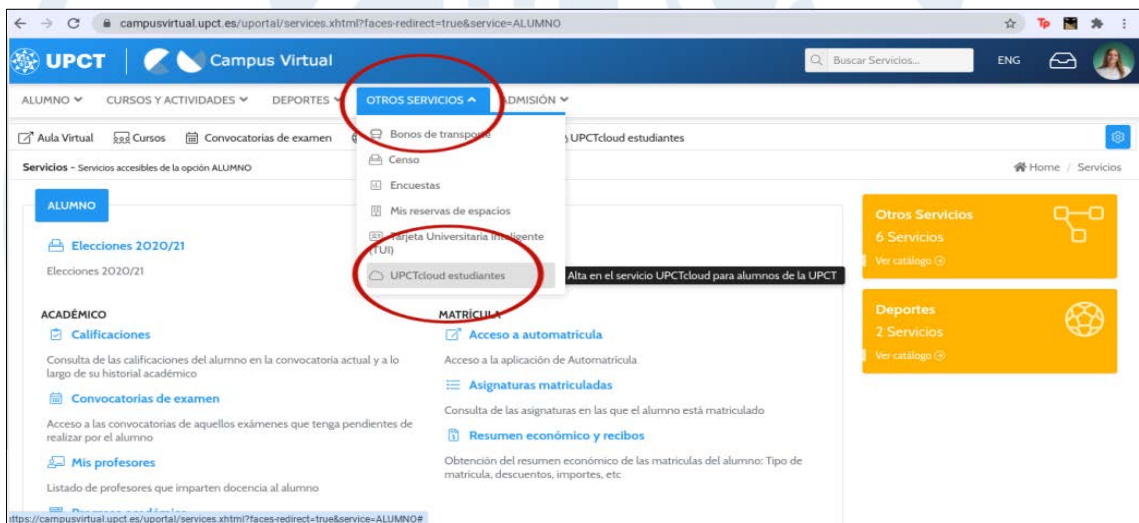 campusvirtual.upct.es/uportal/services.xhtml?faces-redirect=true&service=ALUMNO
UPCT
Campus Virtual
Buscar Servicios...
ENG
ALUMNO
CURSOS Y ACTIVIDADES
DEPORTES
OTROS SERVICIOS
ADMISIÓN
Aula Virtual
Cursos
Convocatorias de examen
UPCTcloud estudiantes
Bonos de transporte
Censo
Encuestas
Mis reservas de espacios
Tarjeta Universitaria Inteligente
(TUI)
UPCTcloud estudiantes
Alta en el servicio UPCTcloud para alumnos de la UPCT
Servicios - Servicios accesibles de la opción ALUMNO
Home / Servicios
ALUMNO
Elecciones 2020/21
Elecciones 2020/21
ACADÉMICO
Calificaciones
Consulta de las calificaciones del alumno en la convocatoria actual y a lo
largo de su historial académico
Convocatorias de examen
Acceso a las convocatorias de aquellos exámenes que tenga pendientes de
realizar por el alumno
Mis profesores
Listado de profesores que imparten docencia al alumno
MATRÍCULA
Acceso a automatrícula
Acceso a la aplicación de Automatrícula
Asignaturas matriculadas
Consulta de las asignaturas en las que el alumno está matriculado
Resumen económico y recibos
Obtención del resumen económico de las matriculas del alumno: Tipo de
matricula, descuentos, importes, etc
Otros Servicios
6 Servicios
Ver catálogo
Deportes
2 Servicios
Ver catálogo
https://campusvirtual.upct.es/uportal/services.xhtml?faces-redirect=true&service=ALUMNO#